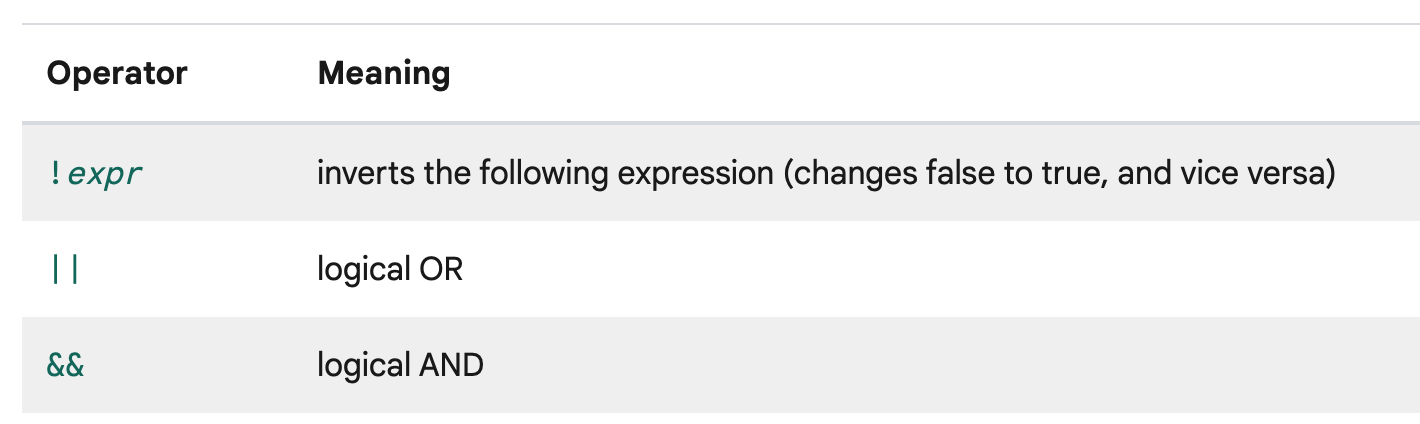 Operator Meaning
!expr inverts the following expression (changes false to true, and vice versa)
|| logical OR
&& logical AND